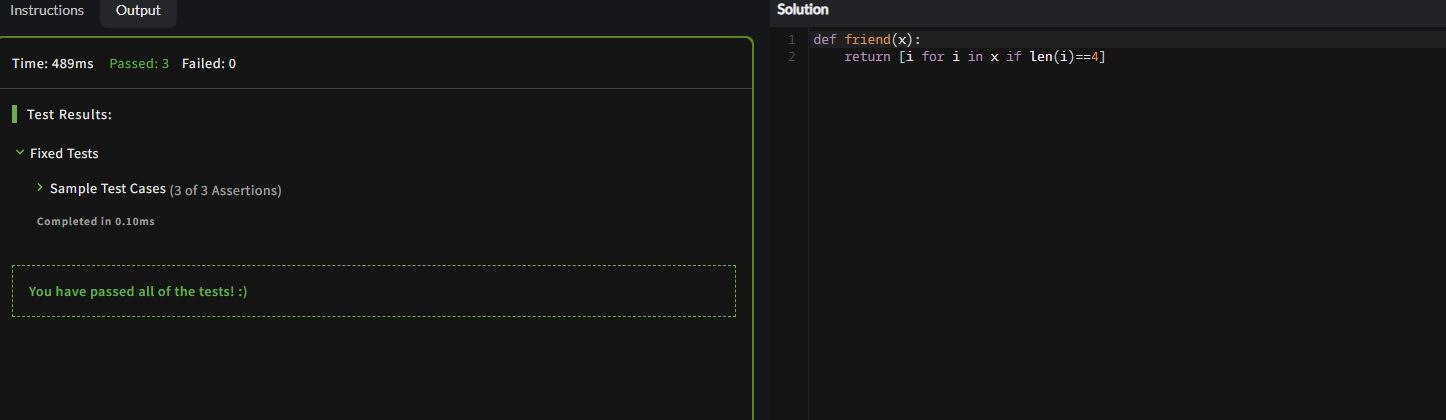 Instructions Output
Time: 489ms Passed: 3 Failed: 0
Test Results:
Fixed Tests
Sample Test Cases (3 of 3 Assertions)
Completed in 0.10ms
You have passed all of the tests! :)
Solution
1 def friend(x):
2     return [i for i in x if len(i)==4]